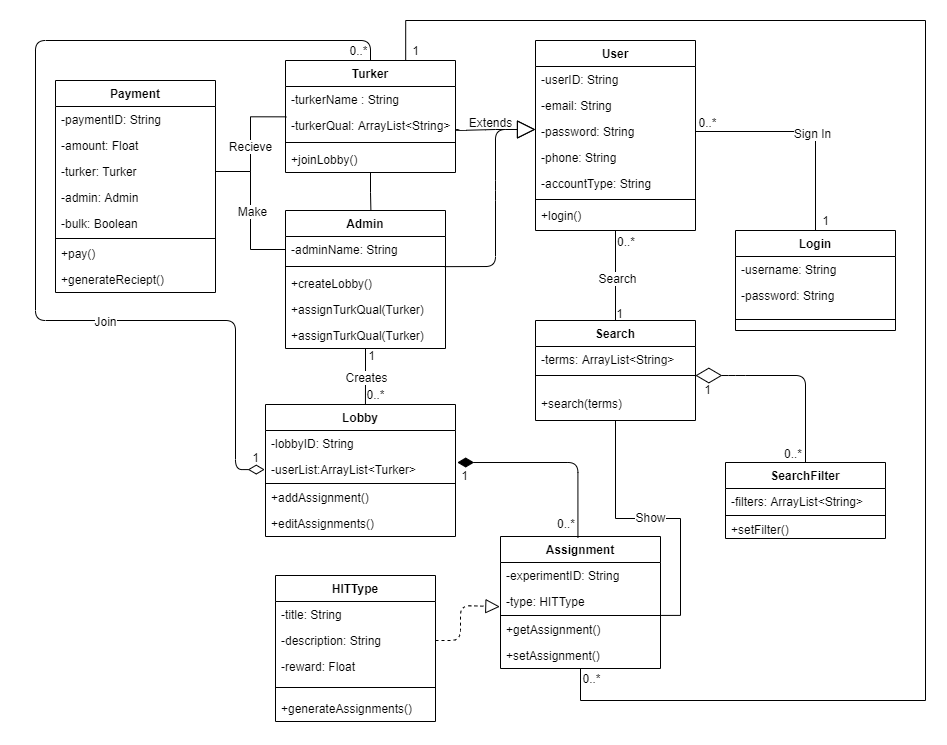 0..*
1
Turker
-turkerName : String
-turkerQual: ArrayList<String>
+joinLobby()
Extends
User
-userID: String
-email: String
-password: String
-phone: String
-accountType: String
+login()
0..*
Sign In
1
Login
-username: String
-password: String
Payment
-paymentID: String
-amount: Float
-turker: Turker
-admin: Admin
-bulk: Boolean
+pay()
+generateReciept()
Recieve
Make
Admin
-adminName: String
+createLobby()
+assignTurkQual(Turker)
+assignTurkQual(Turker)
0..*
Search
1
Search
-terms: ArrayList<String>
+search(terms)
1
0..*
SearchFilter
-filters: ArrayList<String>
+setFilter()
Join
1
Creates
0..*
Lobby
-lobbyID: String
-userList:ArrayList<Turker>
+addAssignment()
+editAssignments()
1
1
0..*
Show
Assignment
-experimentID: String
-type: HITType
+getAssignment()
+setAssignment()
0..*
HITType
-title: String
-description: String
-reward: Float
+generateAssignments()